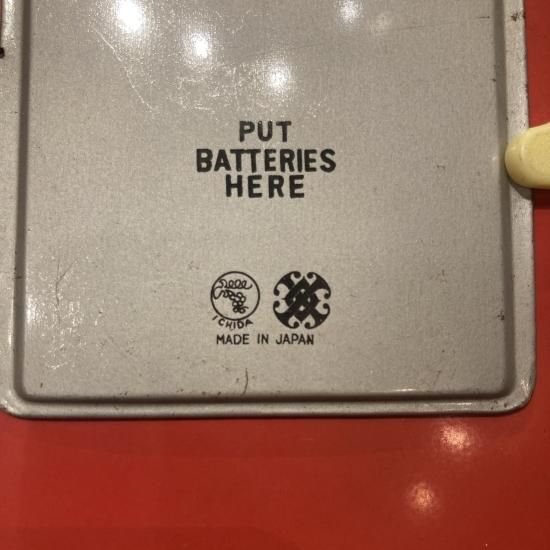 PUT
BATTERIES
HERE
ICHIDA
MADE IN JAPAN